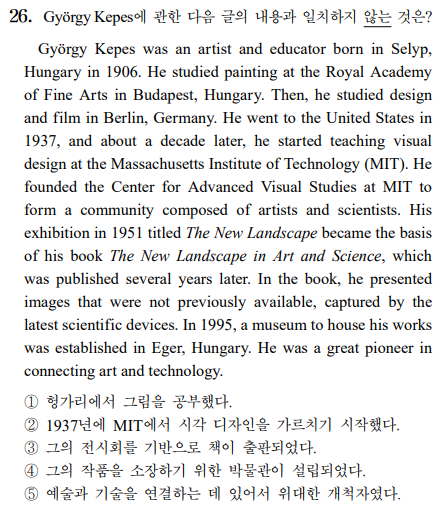 26. György Kepes에 관한 다음 글의 내용과 일치하지 않는 것은?
György Kepes was an artist and educator born in Selyp,
Hungary in 1906. He studied painting at the Royal Academy
of Fine Arts in Budapest, Hungary. Then, he studied design
and film in Berlin, Germany. He went to the United States in
1937, and about a decade later, he started teaching visual
design at the Massachusetts Institute of Technology (MIT). He
founded the Center for Advanced Visual Studies at MIT to
form a community composed of artists and scientists. His
exhibition in 1951 titled The New Landscape became the basis
of his book The New Landscape in Art and Science, which
was published several years later. In the book, he presented
images that were not previously available, captured by the
latest scientific devices. In 1995, a museum to house his works
was established in Eger, Hungary. He was a great pioneer in
connecting art and technology.
① 헝가리에서 그림을 공부했다.
② 1937년에 MIT에서 시각 디자인을 가르치기 시작했다.
③ 그의 전시회를 기반으로 책이 출판되었다.
④ 그의 작품을 소장하기 위한 박물관이 설립되었다.
⑤ 예술과 기술을 연결하는 데 있어서 위대한 개척자였다.